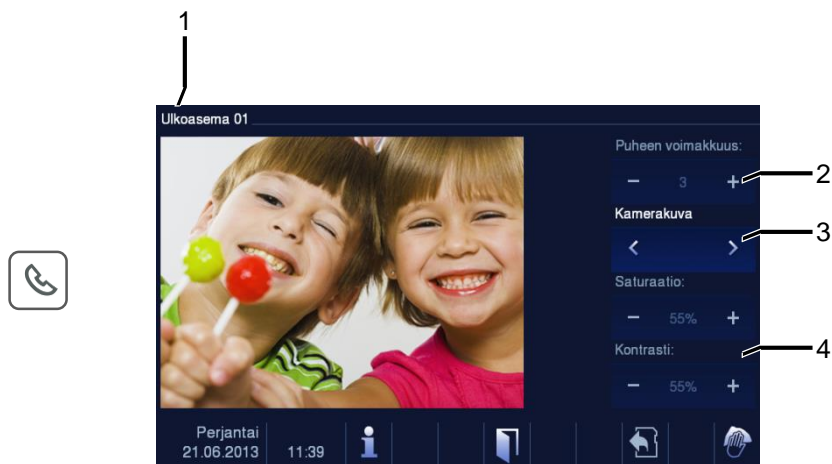 1
Ulkoasema 01
Puheen voimakkuus:
− 3 +
2
Kamerakuva
< >
3
Saturaatio:
− 55% +
Kontrasti:
4
− 55% +
Perjantai
21.06.2013 11:39